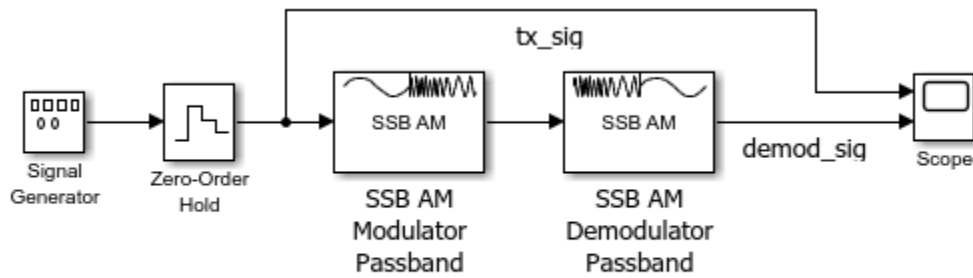 tx_sig
SSB AM
SSB AM
demod_sig
Signal
Generator
Zero-Order
Hold
SSB AM
Modulator
Passband
SSB AM
Demodulator
Passband
Scope